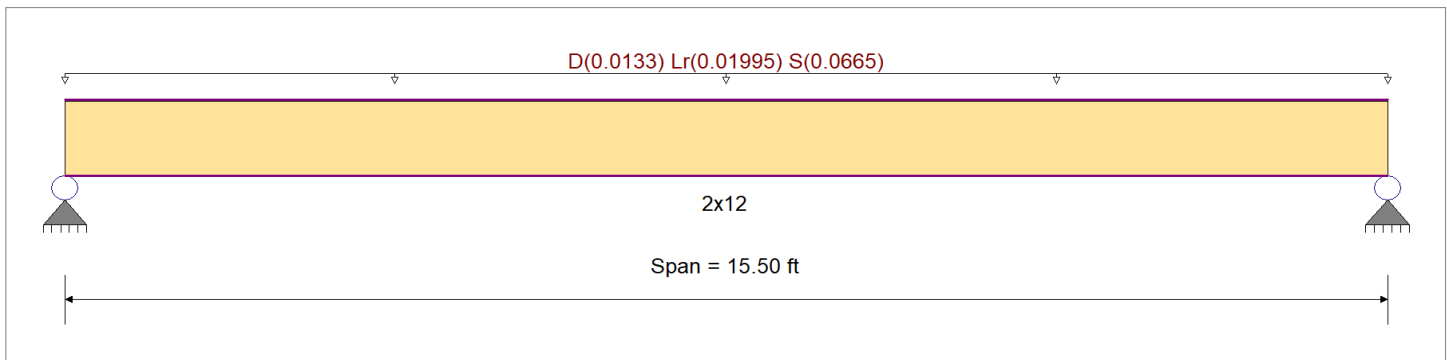 D(0.0133) Lr(0.01995) S(0.0665)
2x12
Span = 15.50 ft